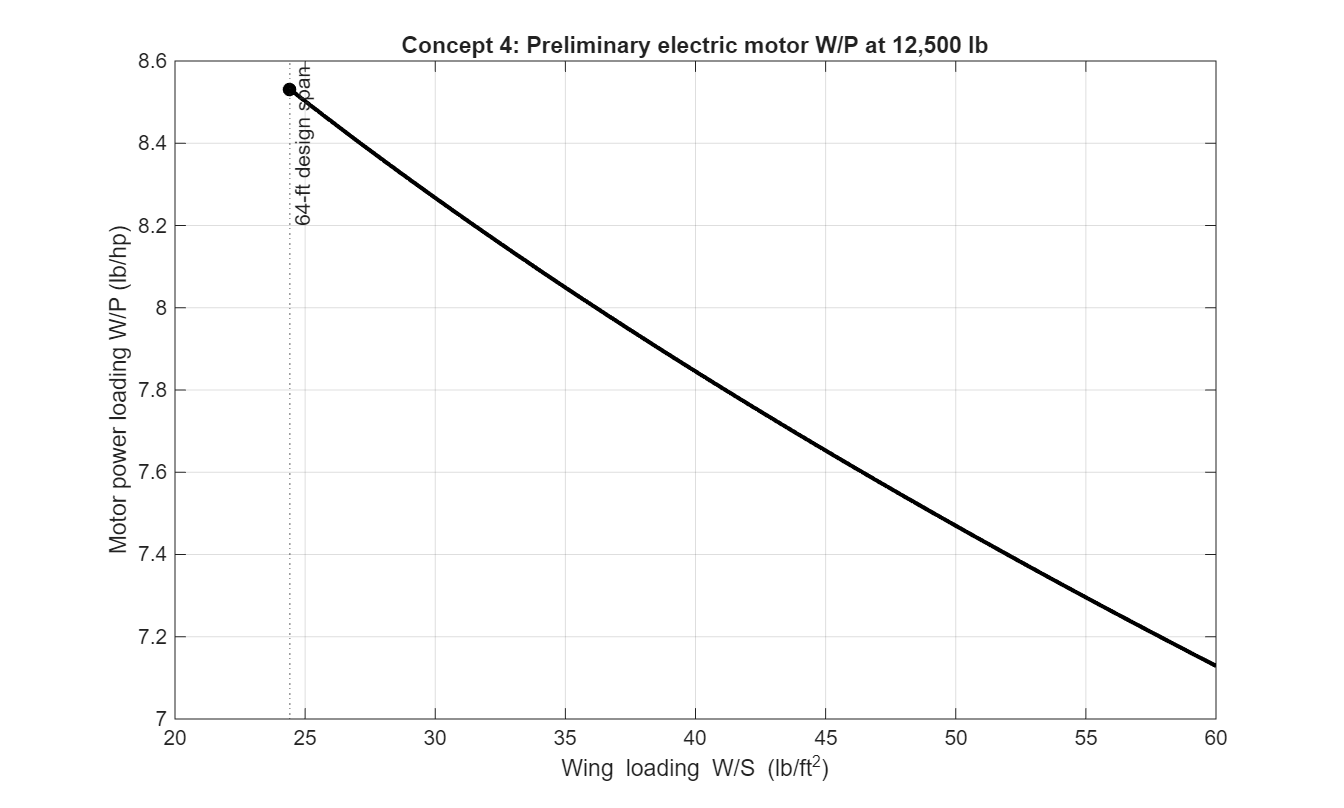 Concept 4: Preliminary electric motor W/P at 12,500 lb
Motor power loading W/P (lb/hp)
8.6
8.4
8.2
8
7.8
7.6
7.4
7.2
7
64-ft design span
20 25 30 35 40 45 50 55 60
Wing loading W/S (lb/ft²)